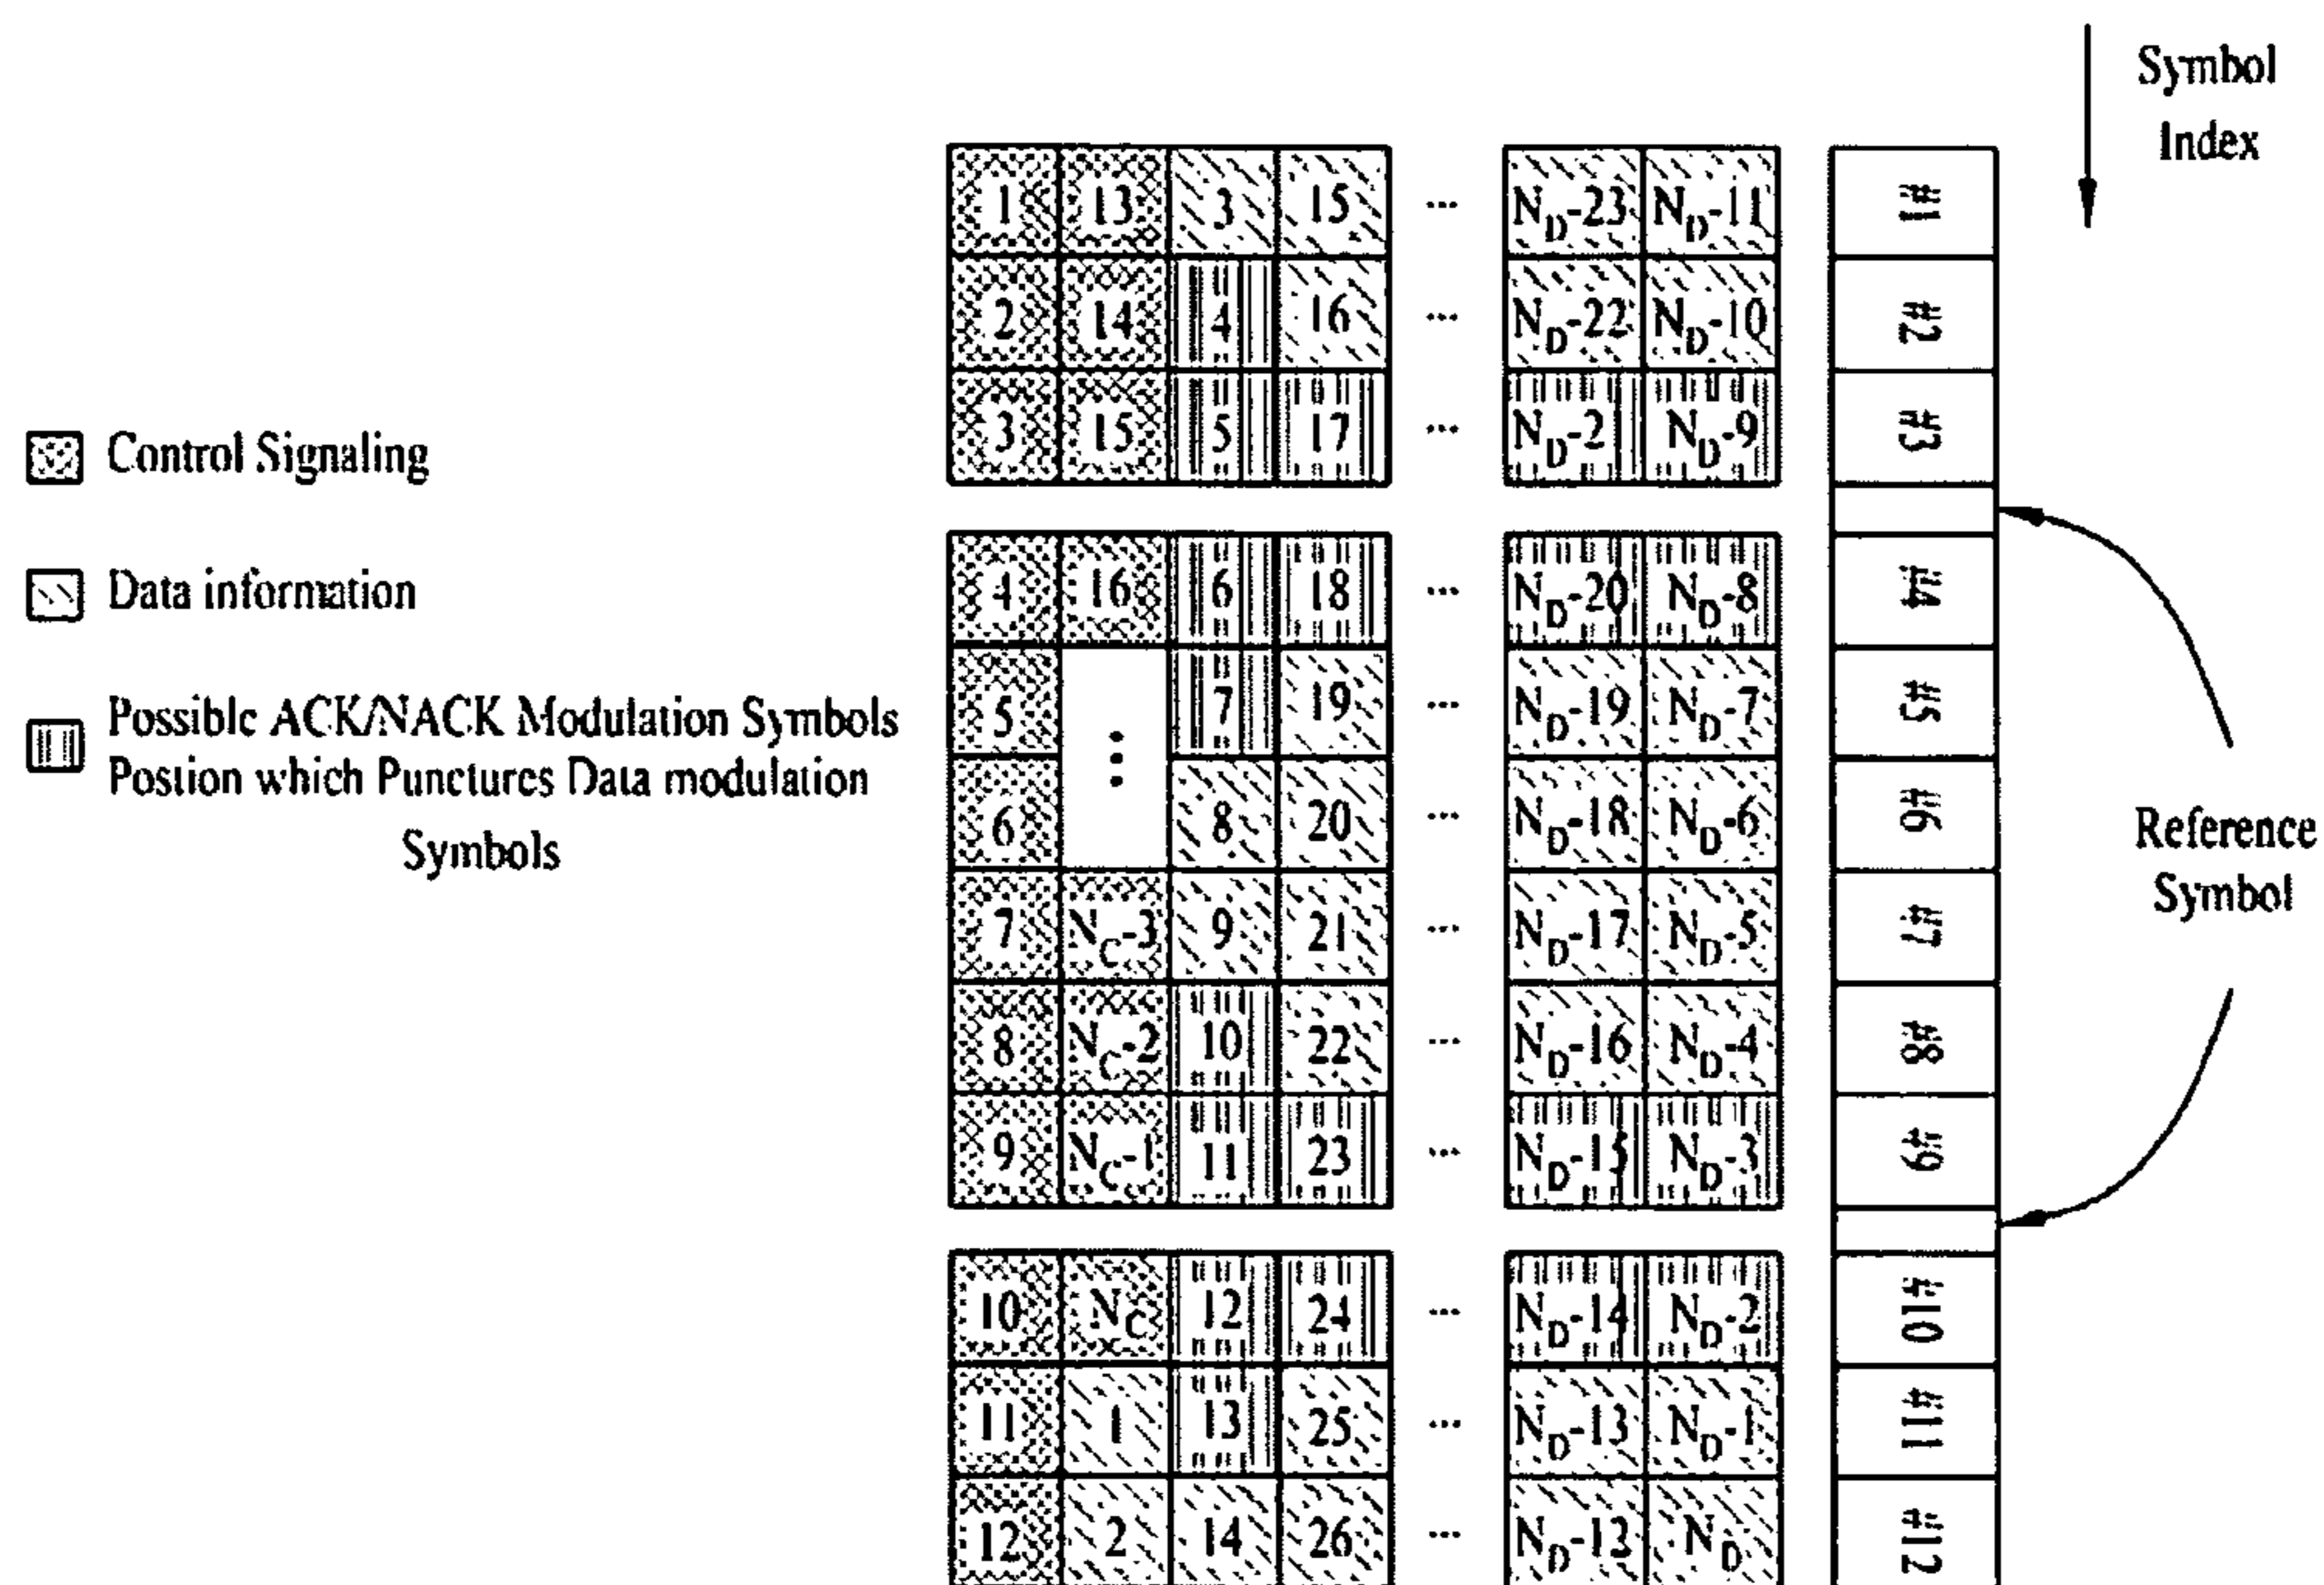 Symbol
Index
1 13 3 15 ... N_D-23 N_D-11 #1
2 14 4 16 ... N_D-22 N_D-10 #2
3 15 5 17 ... N_D-2 N_D-9 #3
Control Signaling
4 16 6 18 ... N_D-20 N_D-8 #4
Data information
5 7 19 ... N_D-19 N_D-7 #5
Possible ACK/NACK Modulation Symbols
Postion which Punctures Data modulation
Symbols
6 8 20 ... N_D-18 N_D-6 #6
Reference
Symbol
7 N_C-3 9 21 ... N_D-17 N_D-5 #7
8 N_C-2 10 22 ... N_D-16 N_D-4 #8
9 N_C-1 11 23 ... N_D-15 N_D-3 #9
10 N_C 12 24 ... N_D-14 N_D-2 #10
11 1 13 25 ... N_D-13 N_D-1 #11
12 2 14 26 ... N_D-12 N_D #12